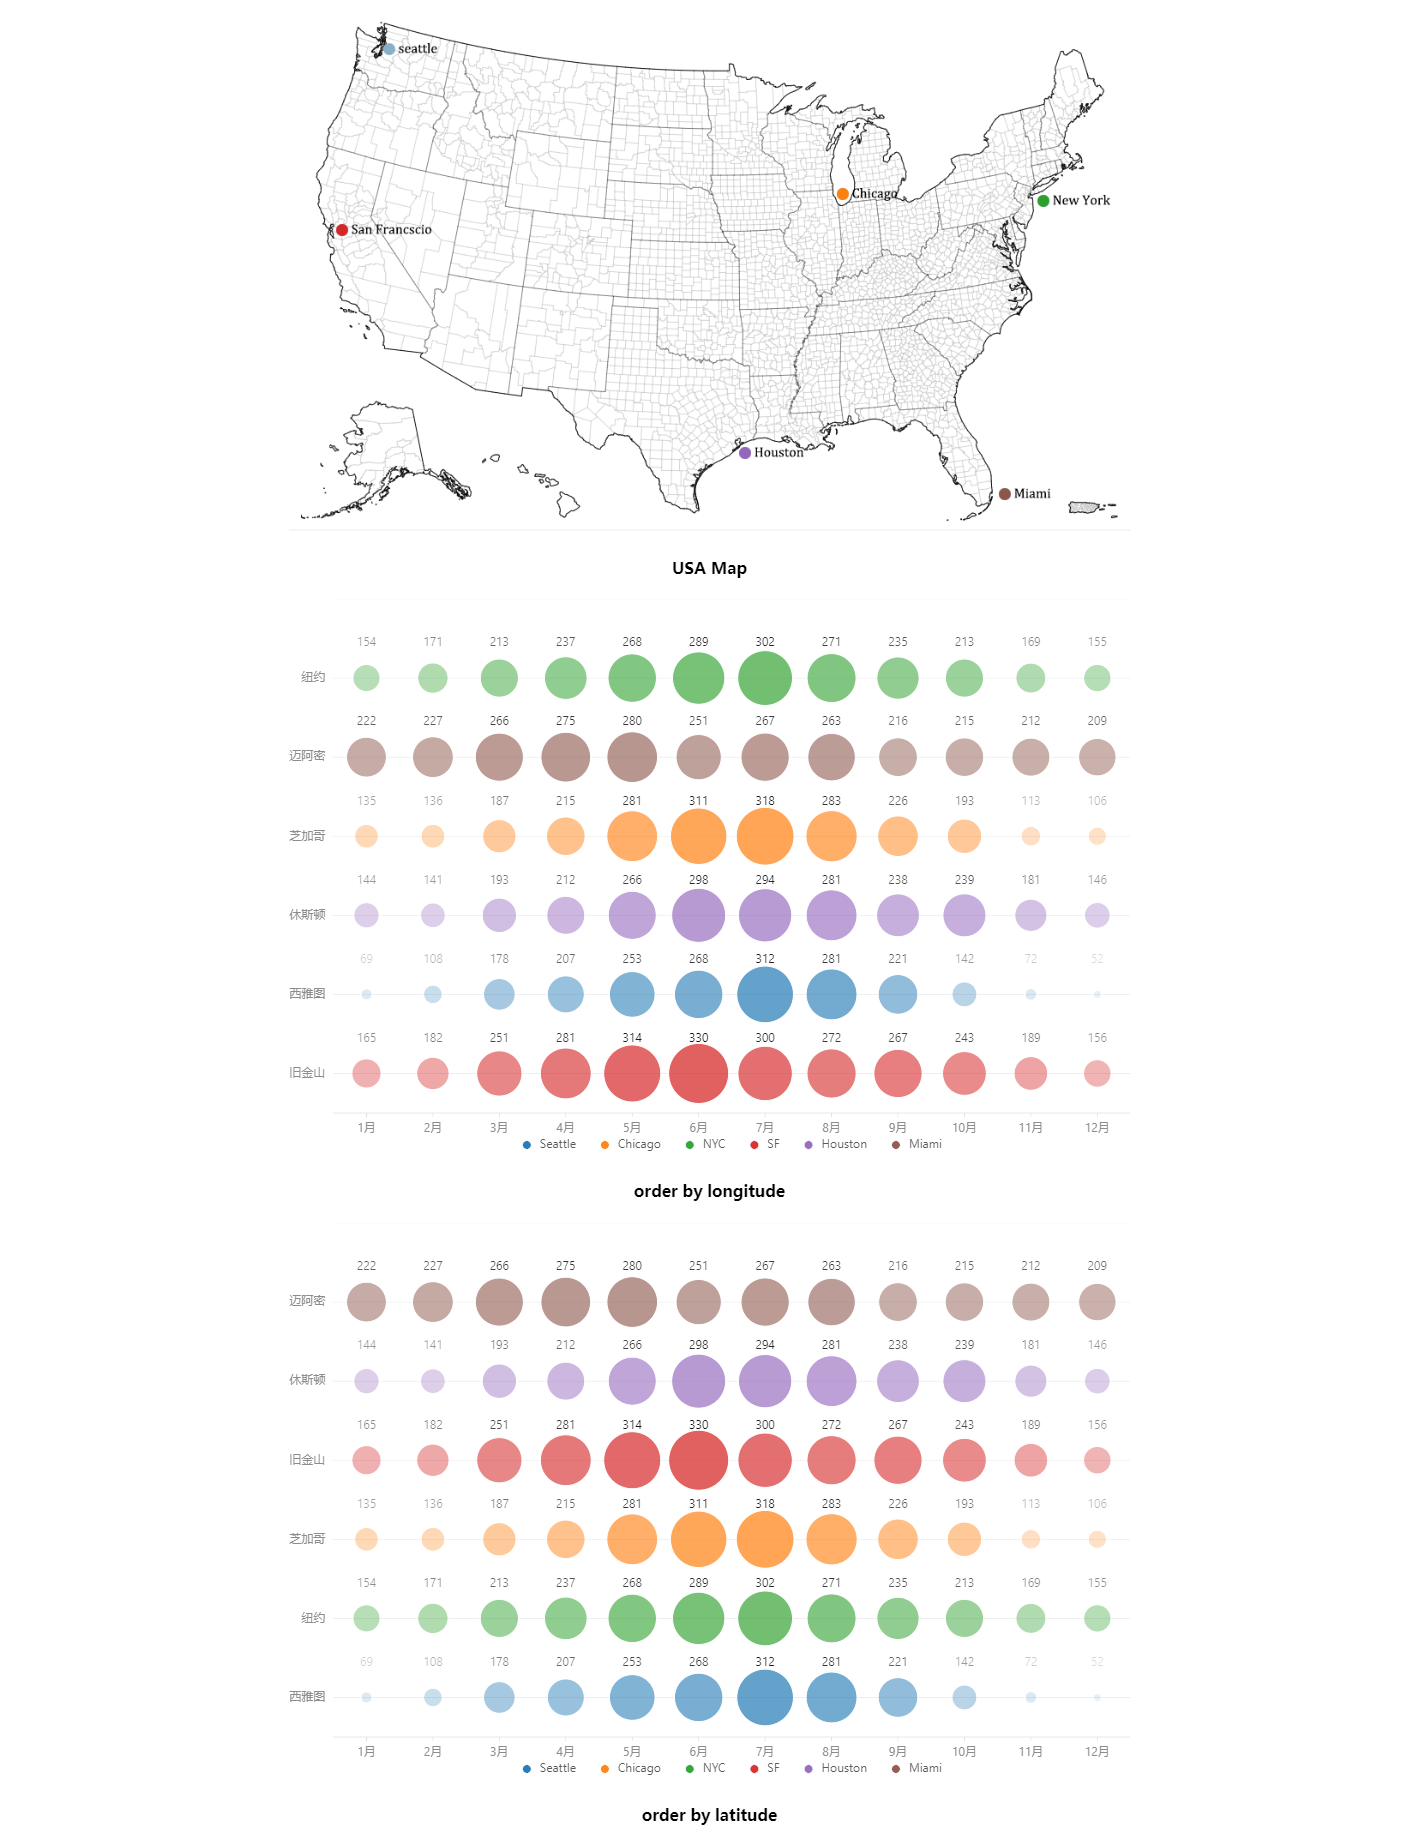 seattle
Chicago
New York
San Francscio
Houston
Miami
USA Map
154 171 213 237 268 289 302 271 235 213 169 155
纽约
222 227 266 275 280 251 267 263 216 215 212 209
迈阿密
135 136 187 215 281 311 318 283 226 193 113 106
芝加哥
144 141 193 212 266 298 294 281 238 239 181 146
休斯顿
69 108 178 207 253 268 312 281 221 142 72 52
西雅图
165 182 251 281 314 330 300 272 267 243 189 156
旧金山
1月 2月 3月 4月 5月 6月 7月 8月 9月 10月 11月 12月
Seattle Chicago NYC SF Houston Miami
order by longitude
222 227 266 275 280 251 267 263 216 215 212 209
迈阿密
144 141 193 212 266 298 294 281 238 239 181 146
休斯顿
165 182 251 281 314 330 300 272 267 243 189 156
旧金山
135 136 187 215 281 311 318 283 226 193 113 106
芝加哥
154 171 213 237 268 289 302 271 235 213 169 155
纽约
69 108 178 207 253 268 312 281 221 142 72 52
西雅图
1月 2月 3月 4月 5月 6月 7月 8月 9月 10月 11月 12月
Seattle Chicago NYC SF Houston Miami
order by latitude